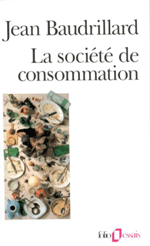 Jean Baudrillard
La société de
consommation
folio essais